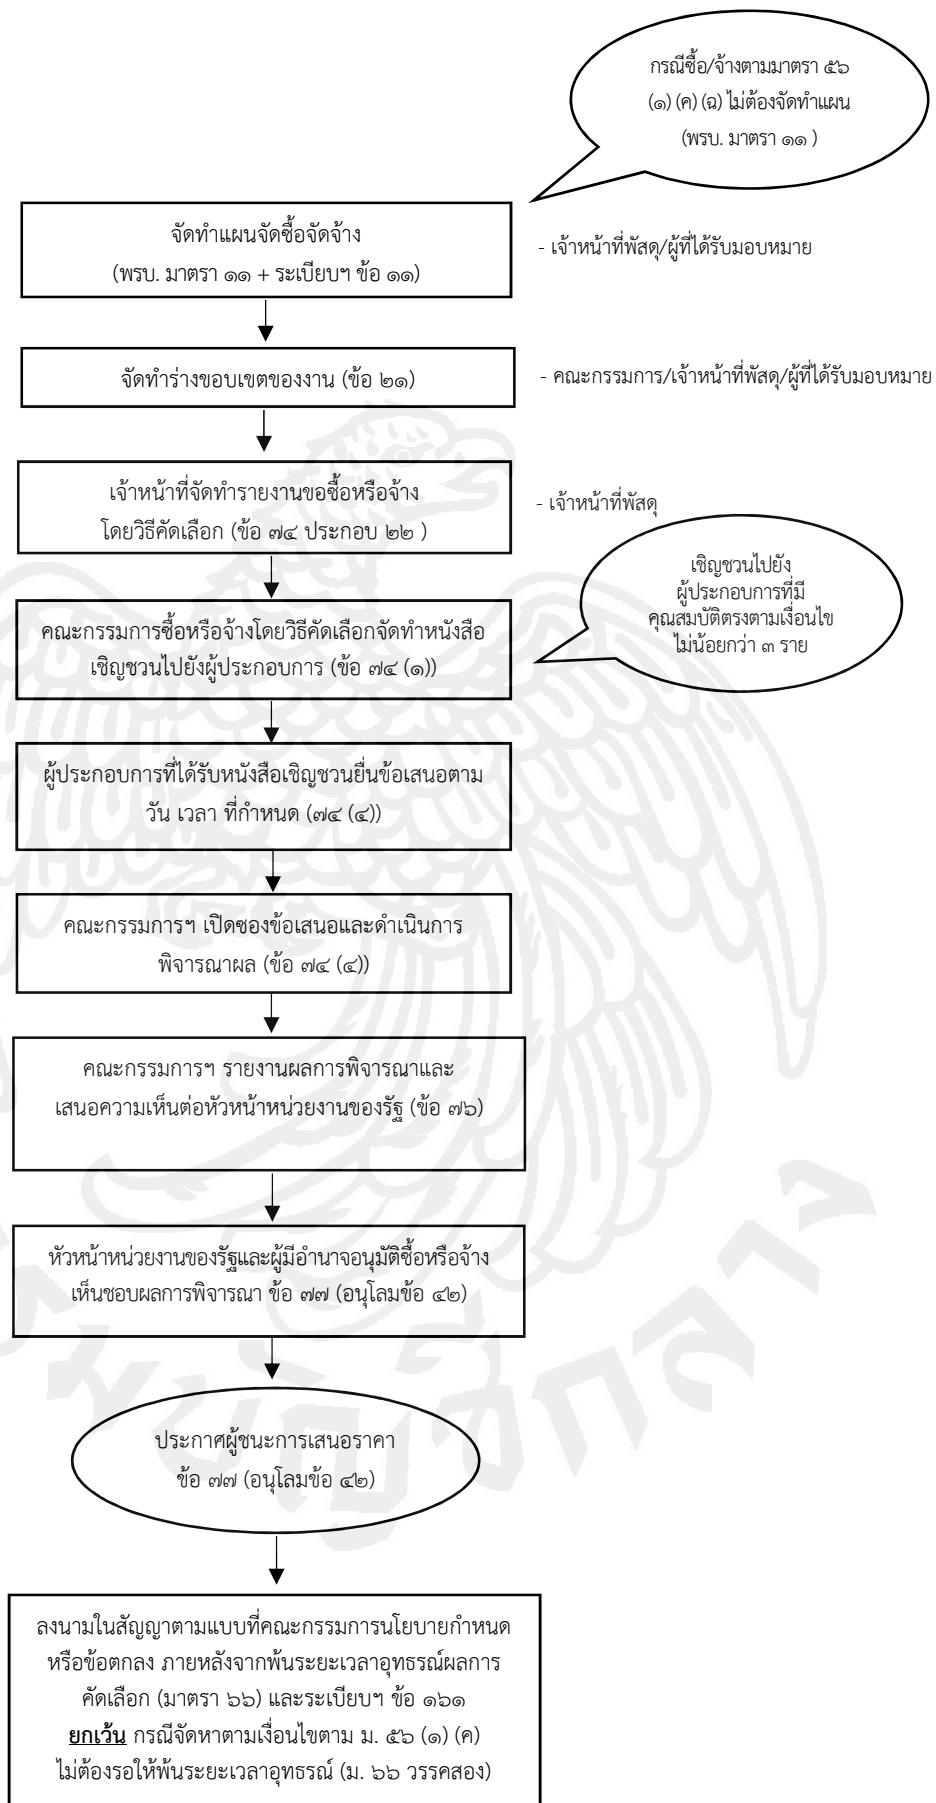 กรณีซื้อ/จ้างตามมาตรา ๕๖
(๑) (ค) (ฉ) ไม่ต้องจัดทำแผน
(พรบ. มาตรา ๑๑ )
จัดทำแผนจัดซื้อจัดจ้าง
(พรบ. มาตรา ๑๑ + ระเบียบฯ ข้อ ๑๑)
- เจ้าหน้าที่พัสดุ/ผู้ที่ได้รับมอบหมาย
จัดทำร่างขอบเขตของงาน (ข้อ ๒๑)
- คณะกรรมการ/เจ้าหน้าที่พัสดุ/ผู้ที่ได้รับมอบหมาย
เจ้าหน้าที่จัดทำรายงานขอซื้อหรือจ้าง
โดยวิธีคัดเลือก (ข้อ ๗๔ ประกอบ ๒๒ )
- เจ้าหน้าที่พัสดุ
เชิญชวนไปยัง
ผู้ประกอบการที่มี
คุณสมบัติตรงตามเงื่อนไข
ไม่น้อยกว่า ๓ ราย
คณะกรรมการซื้อหรือจ้างโดยวิธีคัดเลือกจัดทำหนังสือ
เชิญชวนไปยังผู้ประกอบการ (ข้อ ๗๔ (๑))
ผู้ประกอบการที่ได้รับหนังสือเชิญชวนยื่นข้อเสนอตาม
วัน เวลา ที่กำหนด (๗๔ (๔))
คณะกรรมการฯ เปิดซองข้อเสนอและดำเนินการ
พิจารณาผล (ข้อ ๗๔ (๔))
คณะกรรมการฯ รายงานผลการพิจารณาและ
เสนอความเห็นต่อหัวหน้าหน่วยงานของรัฐ (ข้อ ๗๖)
หัวหน้าหน่วยงานของรัฐและผู้มีอำนาจอนุมัติซื้อหรือจ้าง
เห็นชอบผลการพิจารณา ข้อ ๗๗ (อนุโลมข้อ ๔๒)
ประกาศผู้ชนะการเสนอราคา
ข้อ ๗๗ (อนุโลมข้อ ๔๒)
ลงนามในสัญญาตามแบบที่คณะกรรมการนโยบายกำหนด
หรือข้อตกลง ภายหลังจากพ้นระยะเวลาอุทธรณ์ผลการ
คัดเลือก (มาตรา ๖๖) และระเบียบฯ ข้อ ๑๖๑
ยกเว้น กรณีจัดหาตามเงื่อนไขตาม ม. ๕๖ (๑) (ค)
ไม่ต้องรอให้พ้นระยะเวลาอุทธรณ์ (ม. ๖๖ วรรคสอง)